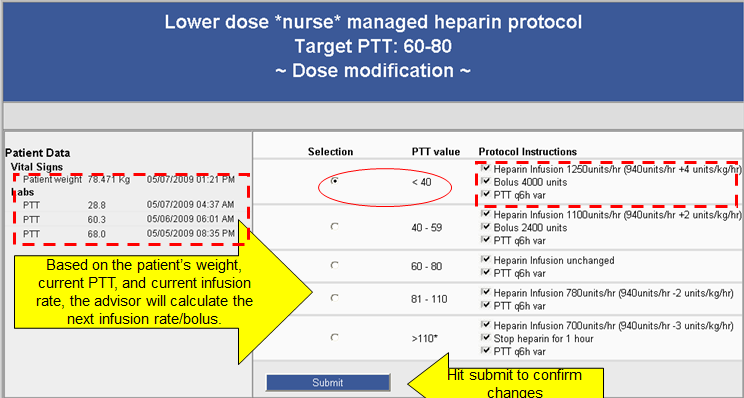 Lower dose *nurse* managed heparin protocol
Target PTT: 60-80
~ Dose modification ~
Patient Data
Vital Signs
Patient weight 78.471 Kg 05/07/2009 01:21 PM
Labs
PTT 28.8 05/07/2009 04:37 AM
PTT 60.3 05/06/2009 06:01 AM
PTT 68.0 05/05/2009 08:35 PM
Based on the patient's weight,
current PTT, and current infusion
rate, the advisor will calculate the
next infusion rate/bolus.
Selection PTT value Protocol Instructions
< 40
Heparin Infusion 1250units/hr (940units/hr +4 units/kg/hr)
Bolus 4000 units
PTT q6h var
40 - 59
Heparin Infusion 1100units/hr (940units/hr +2 units/kg/hr)
Bolus 2400 units
PTT q6h var
60 - 80
Heparin Infusion unchanged
PTT q6h var
81 - 110
Heparin Infusion 780units/hr (940units/hr -2 units/kg/hr)
PTT q6h var
>110*
Heparin Infusion 700units/hr (940units/hr -3 units/kg/hr)
Stop heparin for 1 hour
PTT q6h var
Submit
Hit submit to confirm
changes